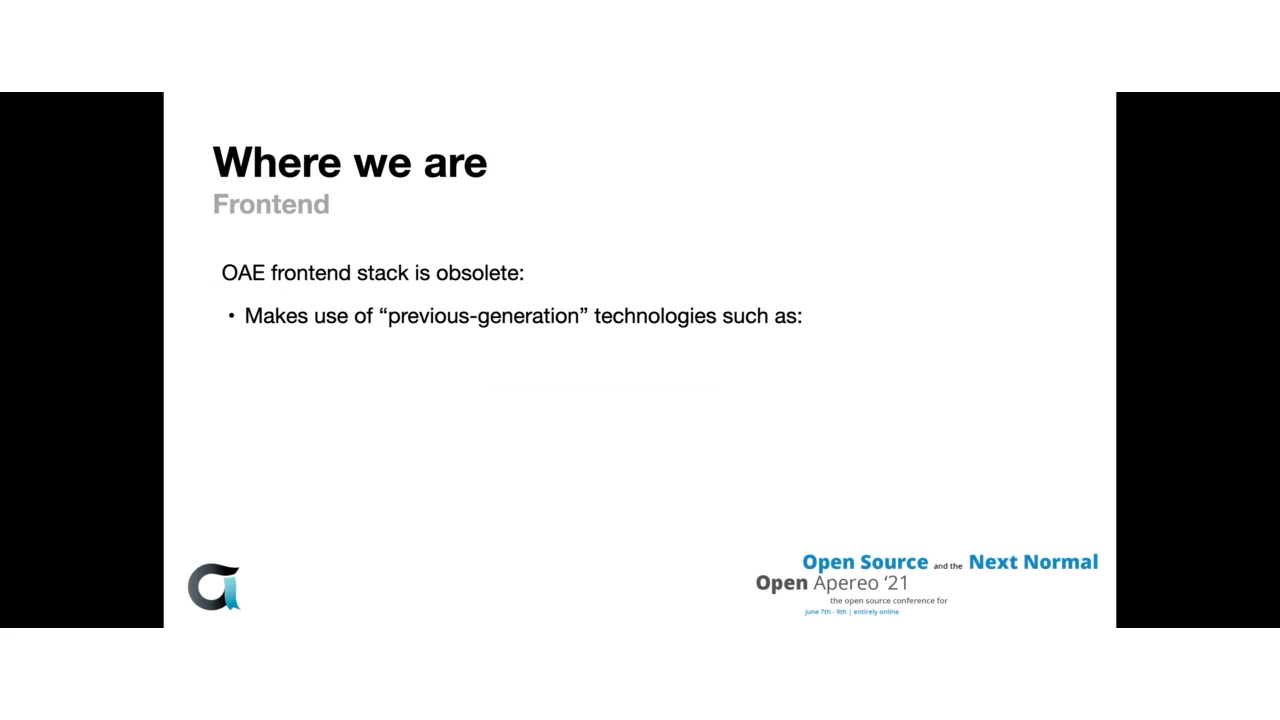 Where we are
Frontend
OAE frontend stack is obsolete:
• Makes use of “previous-generation” technologies such as:
Open Source and the Next Normal
Open Apereo ‘21
the open source conference for
june 7th - 9th | entirely online